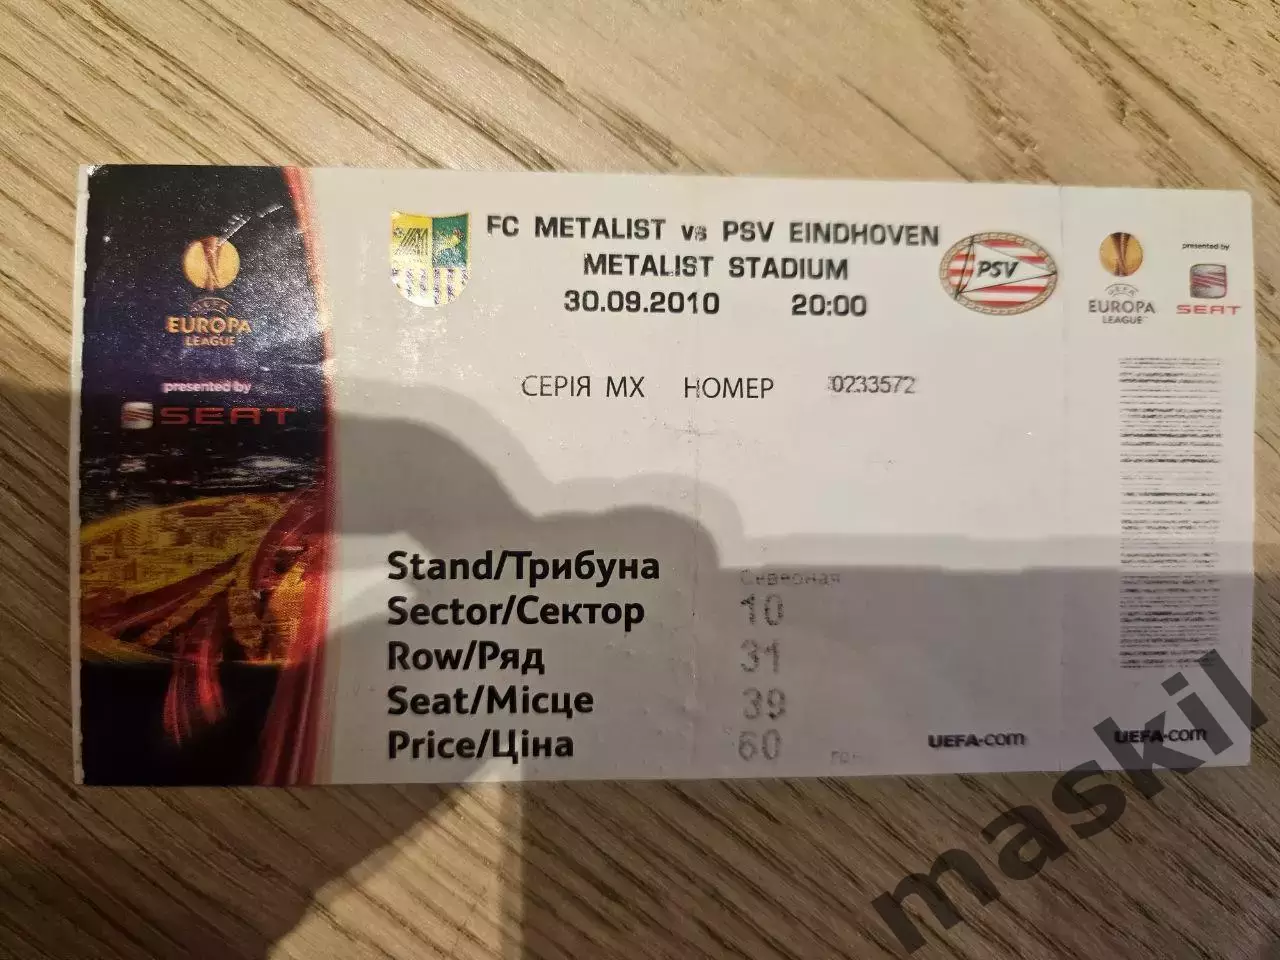 FC METALIST vs PSV EINDHOVEN
METALIST STADIUM
30.09.2010 20:00
PSV
UEFA
EUROPA
LEAGUE
presented by
SEAT
EUROPA
LEAGUE
presented by
SEAT
СЕРІЯ МХ НОМЕР 0233572
Stand/Трибуна Северная
Sector/Сектор 10
Row/Ряд 31
Seat/Місце 39
Price/Ціна 60 грн
UEFA.com
UEFA.com
maskil